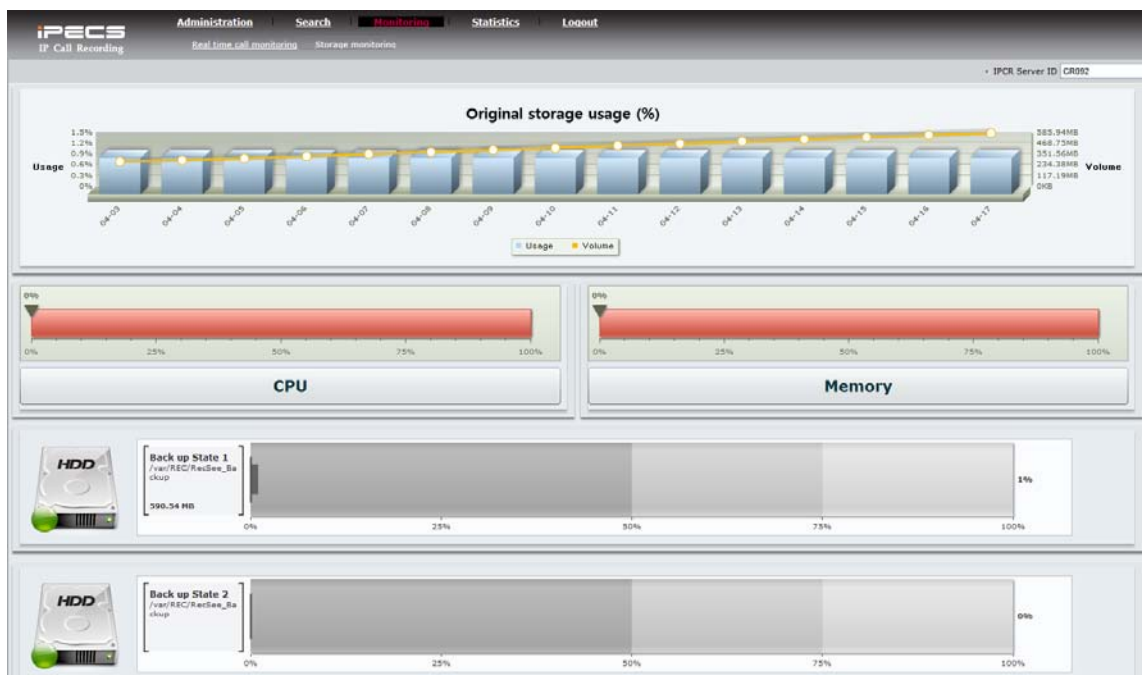 iPECS
IP Call Recording
Administration Search Monitoring Statistics Logout
Real time call monitoring Storage monitoring
IPCR Server ID CR092
Original storage usage (%)
Usage
1.5%
1.2%
0.9%
0.6%
0.3%
0%
585.94MB
468.75MB
351.56MB
234.38MB
117.19MB
0KB
Volume
04-03 04-04 04-05 04-06 04-07 04-08 04-09 04-10 04-11 04-12 04-13 04-14 04-15 04-16 04-17
Usage Volume
0%
0% 25% 50% 75% 100%
CPU
0%
0% 25% 50% 75% 100%
Memory
HDD
Back up State 1
/var/REC/RecSee_Ba
ckup
590.54 MB
1%
0% 25% 50% 75% 100%
HDD
Back up State 2
/var/REC/RecSee_Ba
ckup
0%
0% 25% 50% 75% 100%